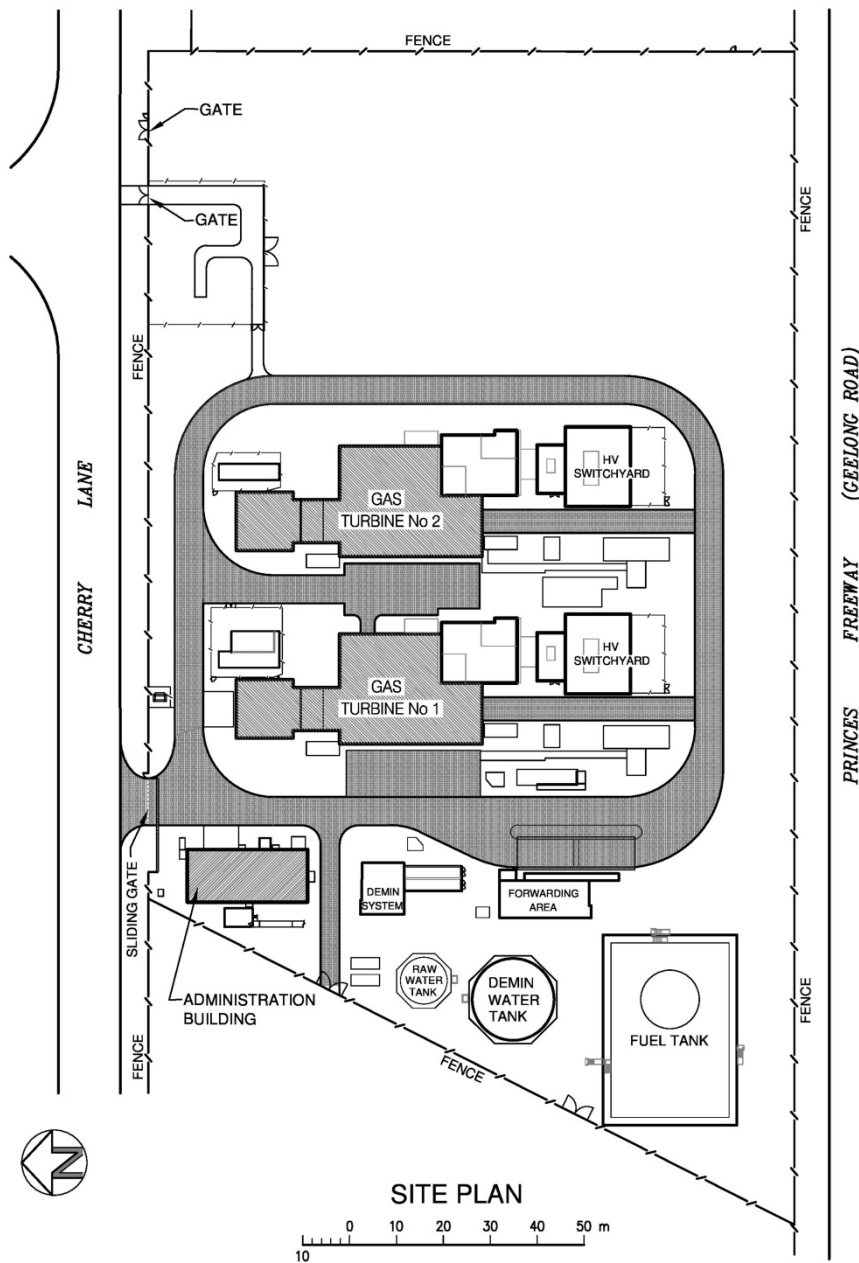 FENCE
GATE
GATE
FENCE
FENCE
CHERRY LANE
PRINCES FREEWAY (GEELONG ROAD)
HV
SWITCHYARD
GAS
TURBINE No 2
HV
SWITCHYARD
GAS
TURBINE No 1
SLIDING GATE
DEMIN
SYSTEM
FORWARDING
AREA
RAW
WATER
TANK
DEMIN
WATER
TANK
ADMINISTRATION
BUILDING
FUEL TANK
FENCE
FENCE
FENCE
N
SITE PLAN
0 10 20 30 40 50 m
10